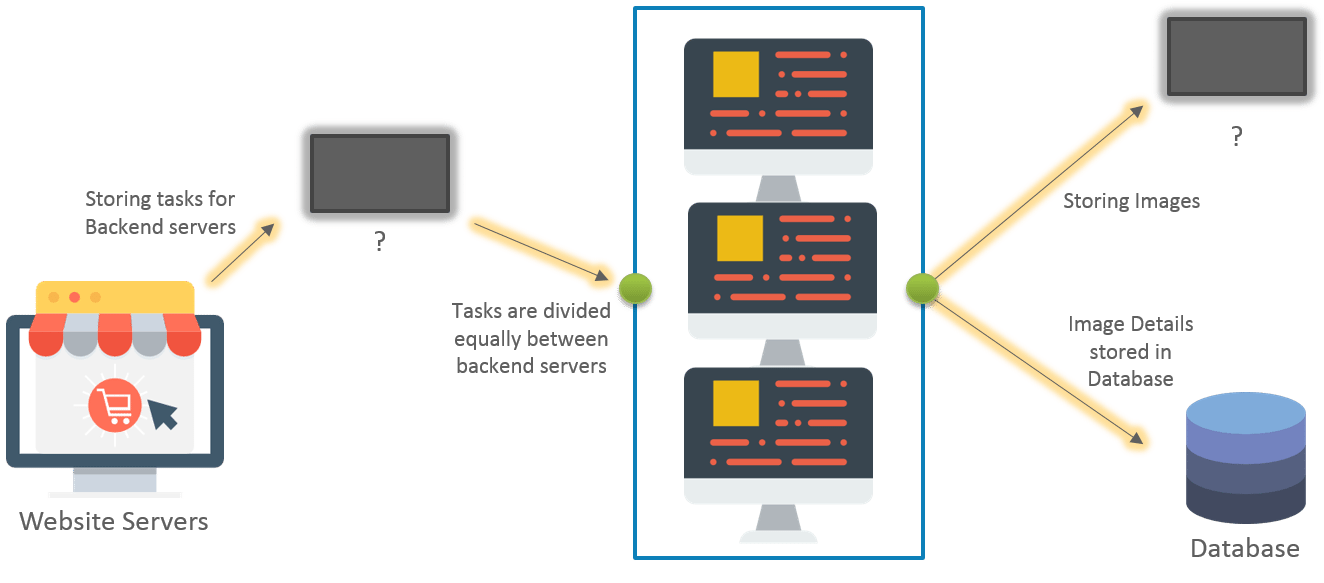 Storing tasks for
Backend servers
?
Website Servers
Tasks are divided
equally between
backend servers
?
Storing Images
Image Details
stored in
Database
Database